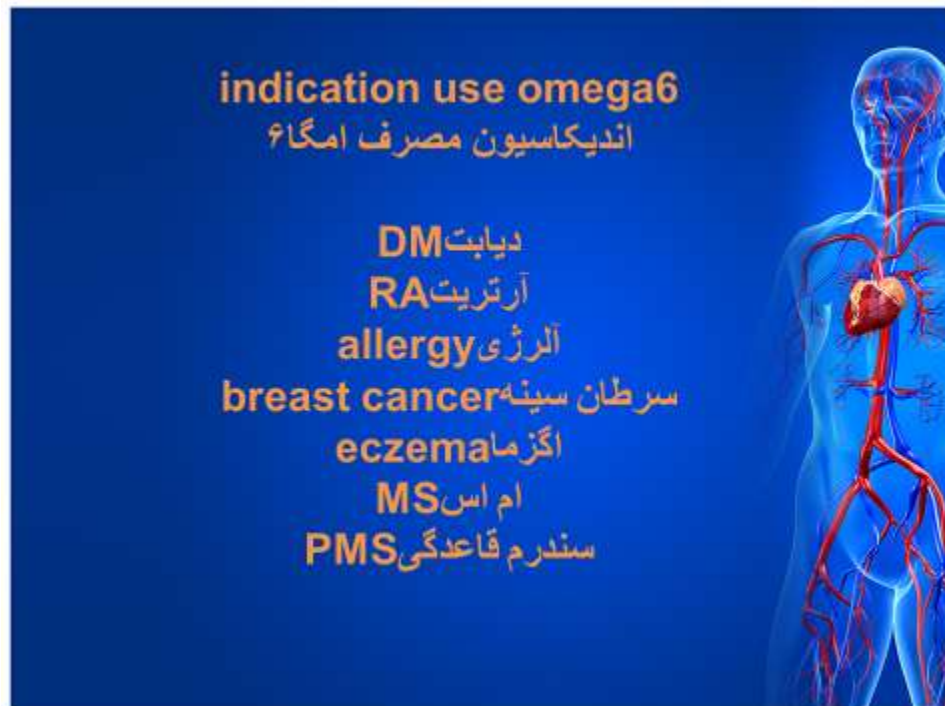 indication use omega6
اندیکاسیون مصرف امگا۶
دیابتDM
آرتریتRA
آلرژیallergy
سرطان سینهbreast cancer
اگزماeczema
ام اسMS
سندرم قاعدگیPMS